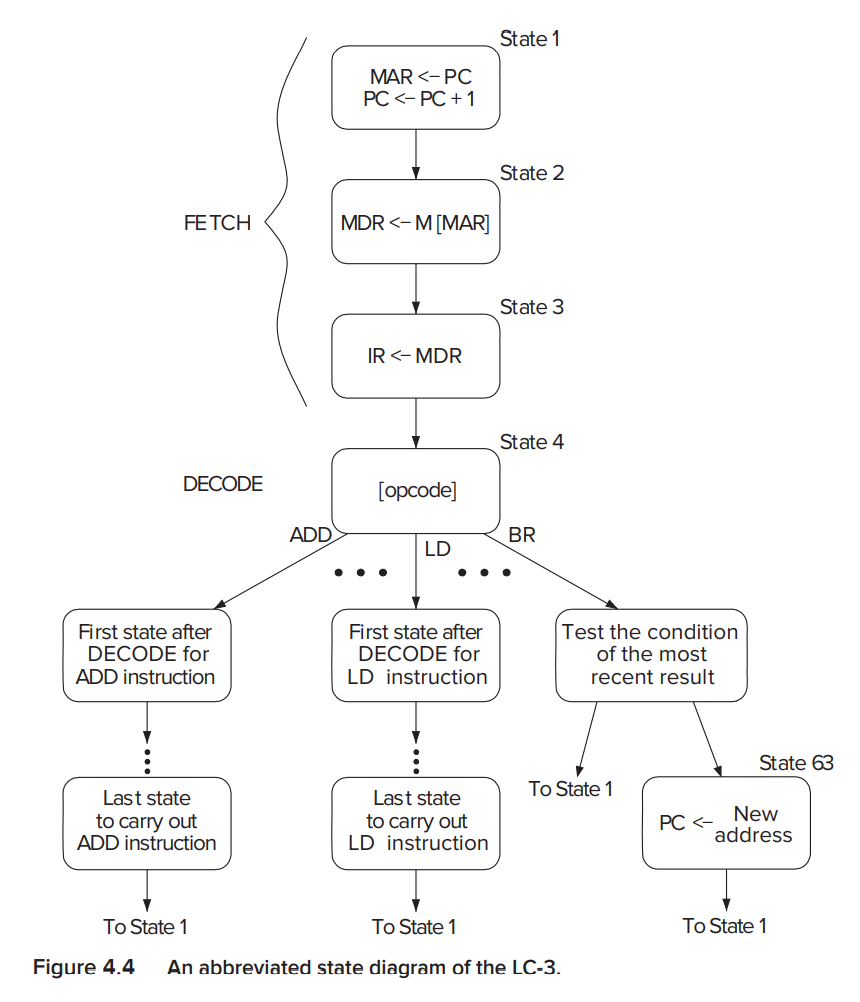 State 1
MAR <– PC
PC <– PC + 1
State 2
FETCH
MDR <– M [MAR]
State 3
IR <– MDR
State 4
DECODE
[opcode]
ADD
LD
BR
First state after
DECODE for
ADD instruction
First state after
DECODE for
LD instruction
Test the condition
of the most
recent result
To State 1
State 63
Last state
to carry out
ADD instruction
Last state
to carry out
LD instruction
PC <– New
address
To State 1
To State 1
To State 1
Figure 4.4 An abbreviated state diagram of the LC-3.